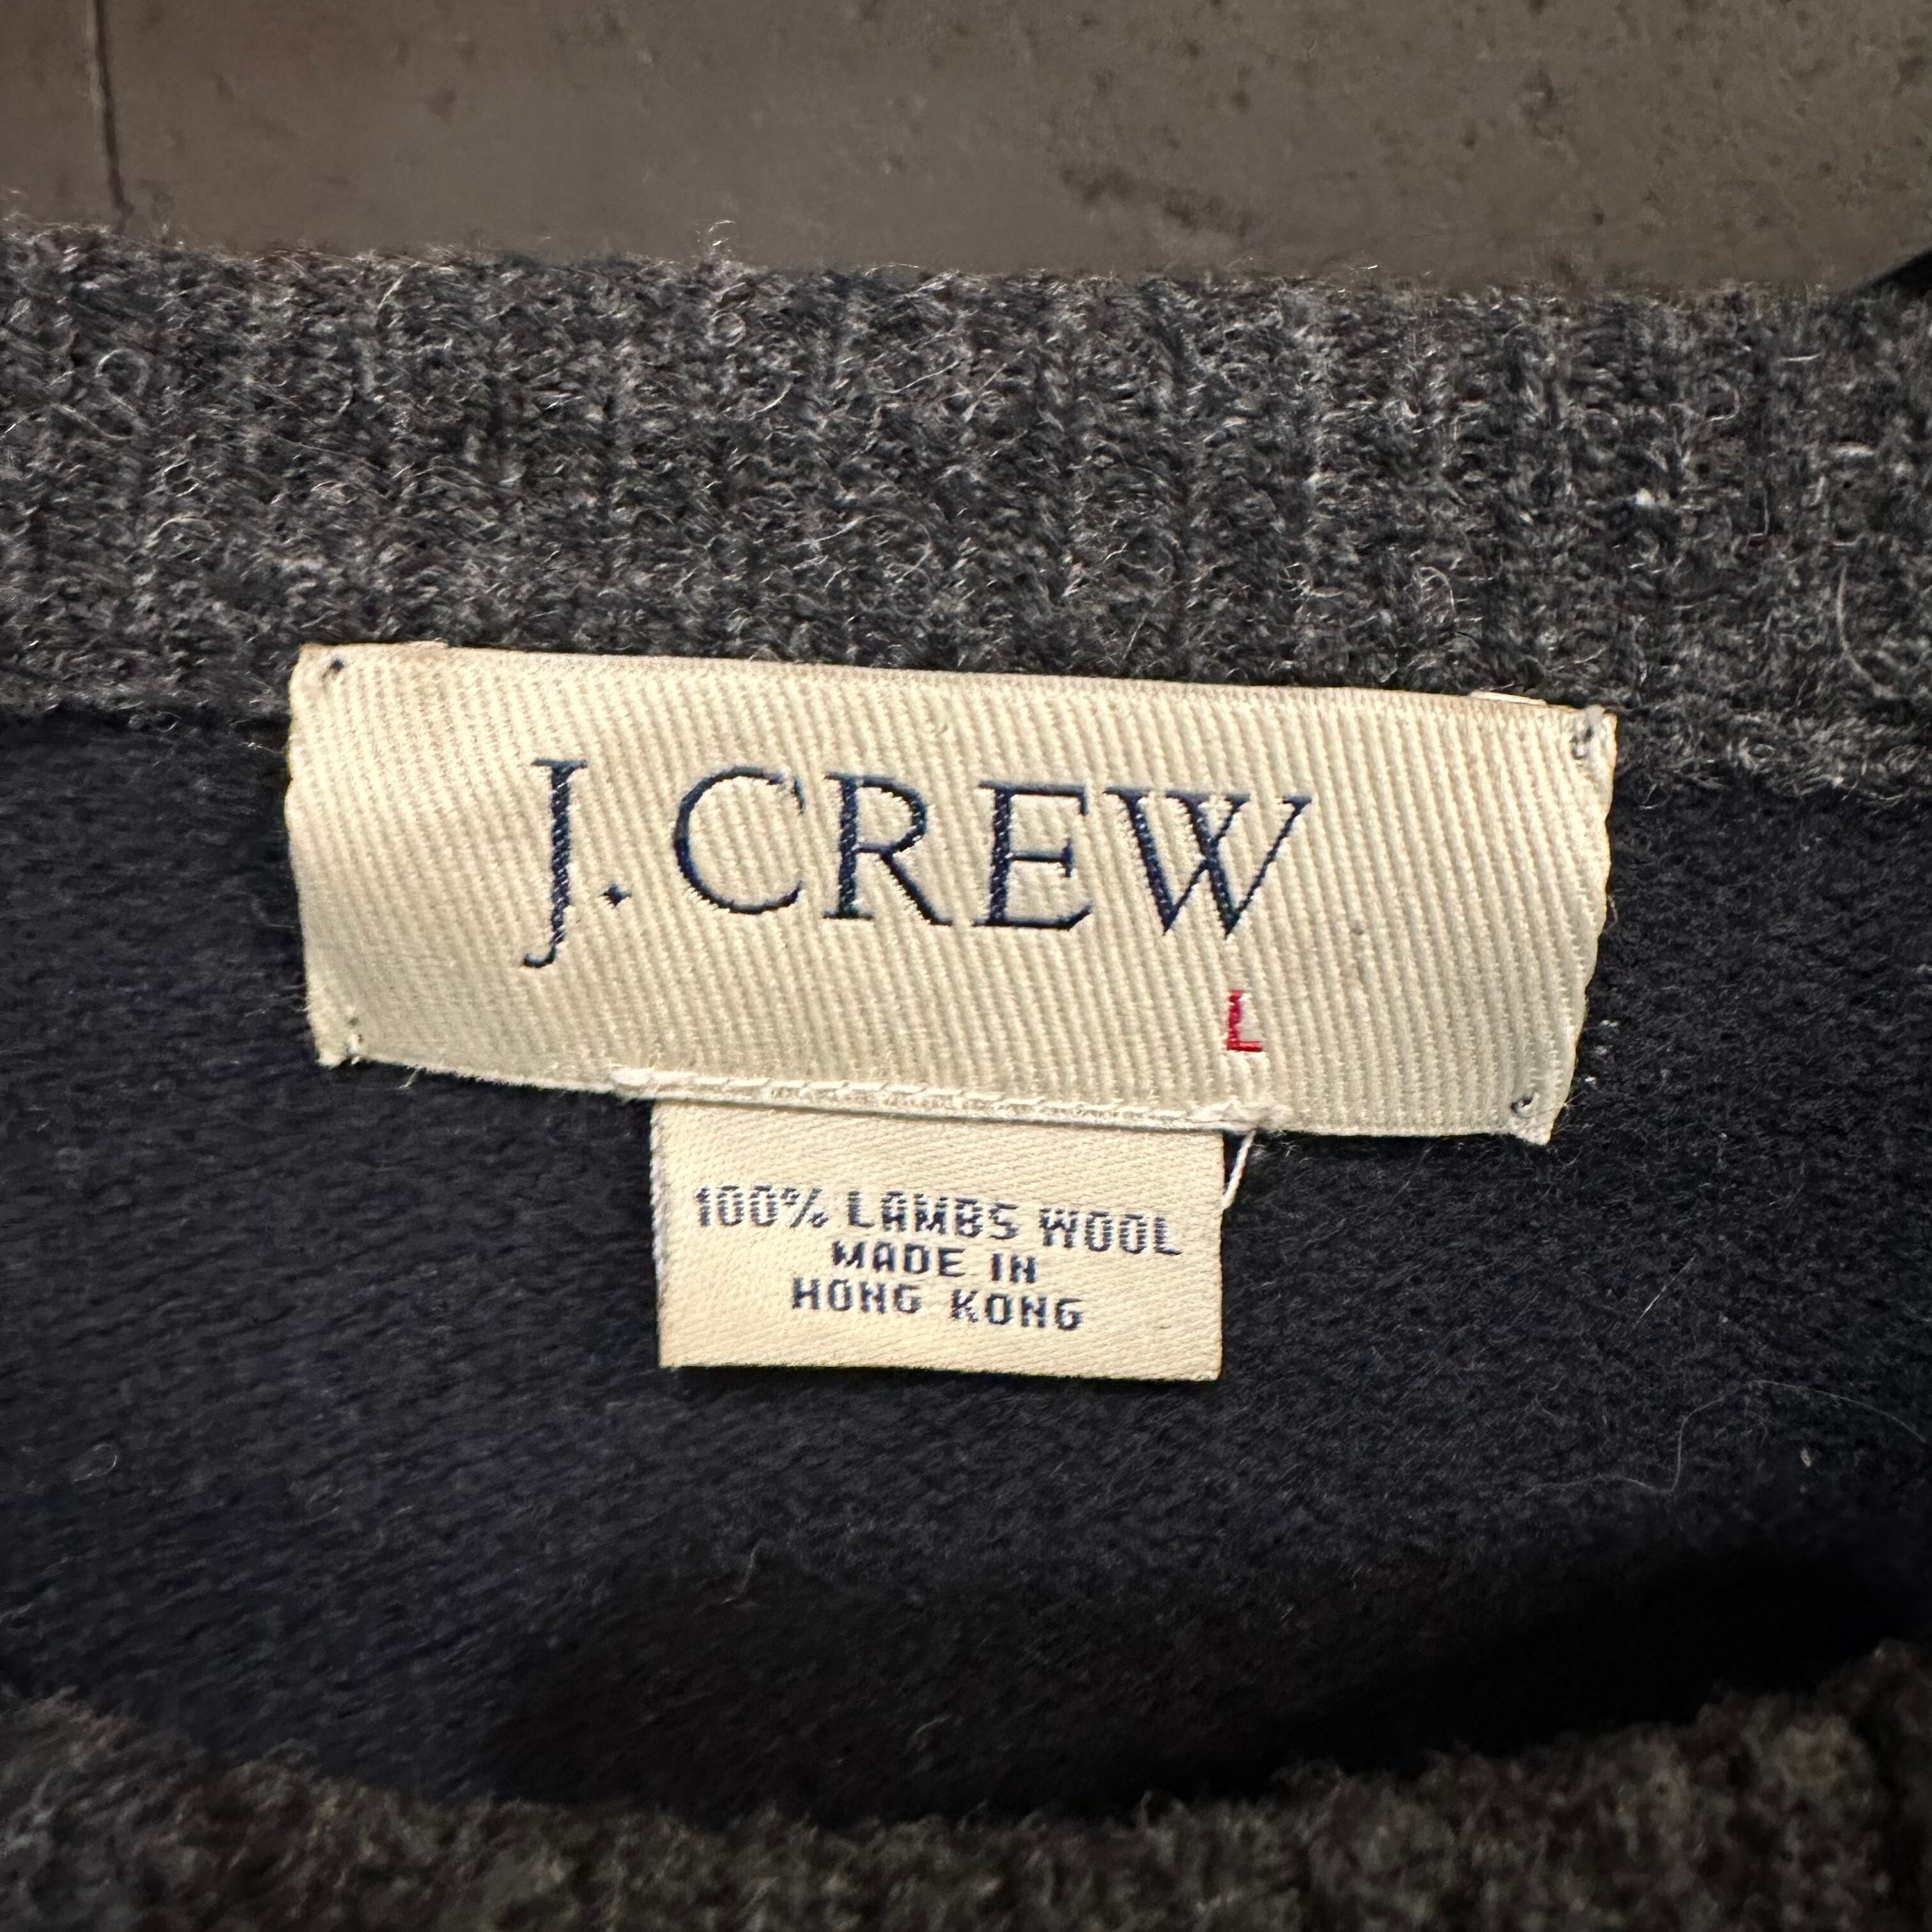 J.CREW
L
100% LAMBS WOOL
MADE IN
HONG KONG